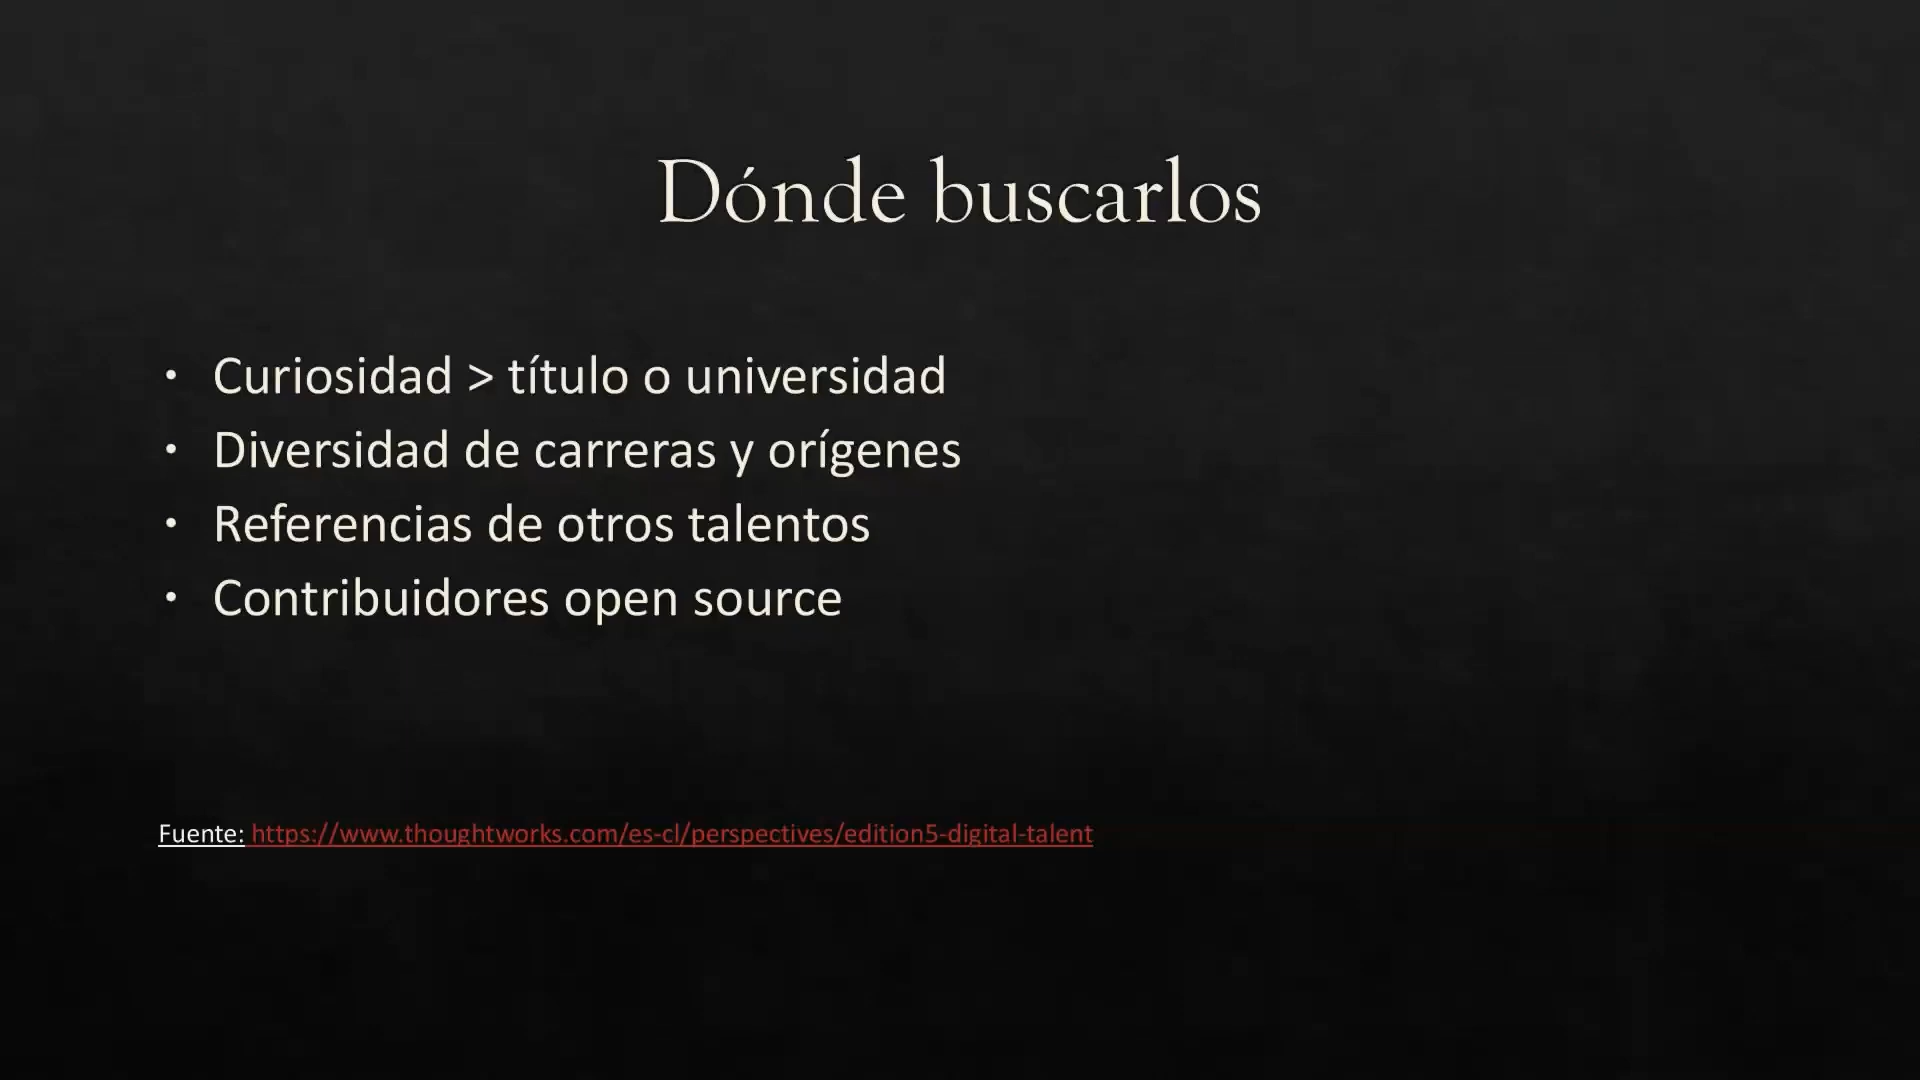 Dónde buscarlos
• Curiosidad > título o universidad
• Diversidad de carreras y orígenes
• Referencias de otros talentos
• Contribuidores open source
Fuente: https://www.thoughtworks.com/es-cl/perspectives/edition5-digital-talent